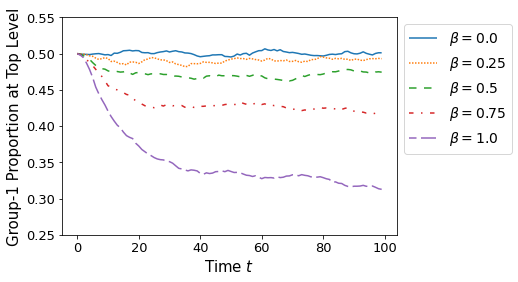 Group-1 Proportion at Top Level
0.55
0.50
0.45
0.40
0.35
0.30
0.25
0 20 40 60 80 100
Time t
β = 0.0
β = 0.25
β = 0.5
β = 0.75
β = 1.0